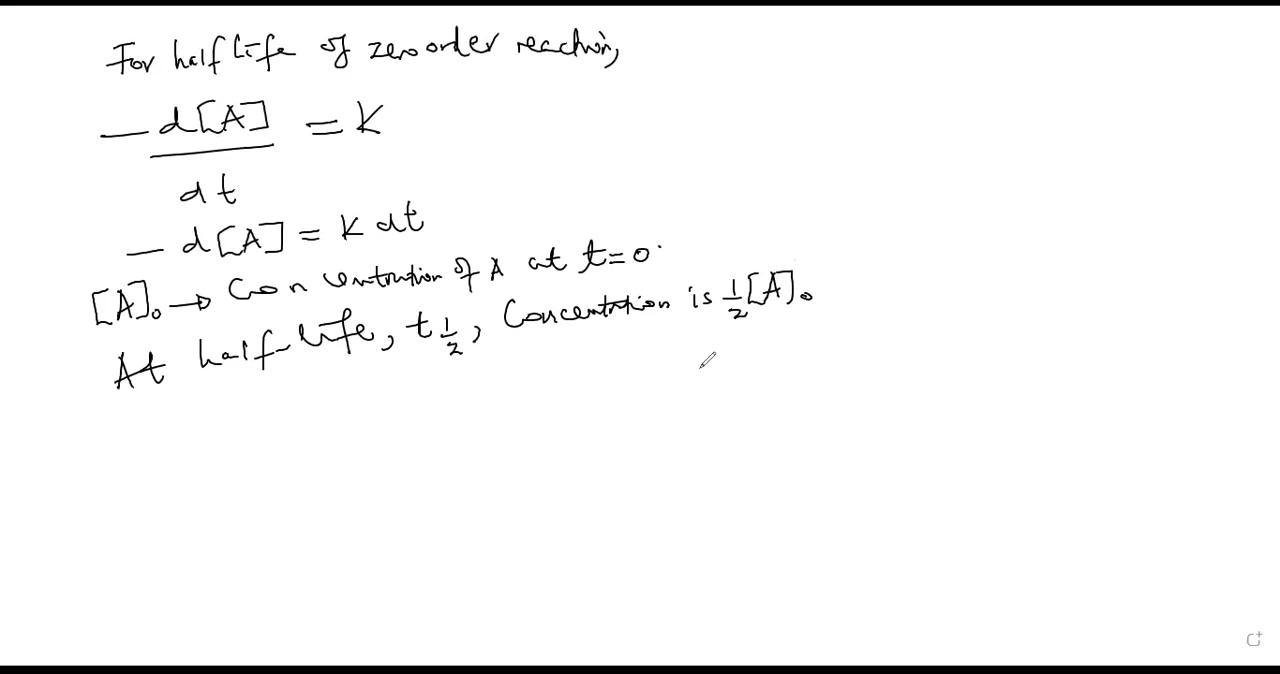 For half life of zero order reaction,
— d[A] / dt = K
— d[A] = K dt
[A]₀ → Concentration of A at t=0.
At half-life, t 1/2, Concentration is 1/2 [A]₀